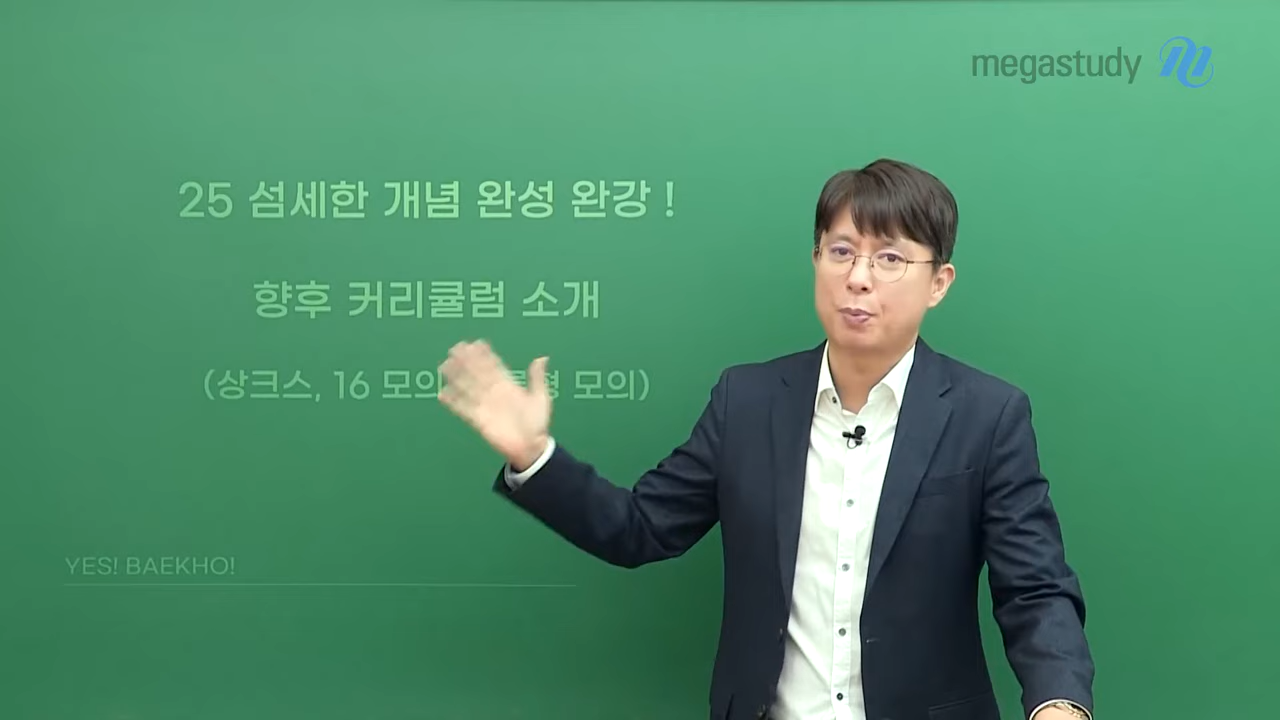 megastudy
25 섬세한 개념 완성 완강 !
향후 커리큘럼 소개
(상크스, 16 모의 모의)
YES! BAEKHO!